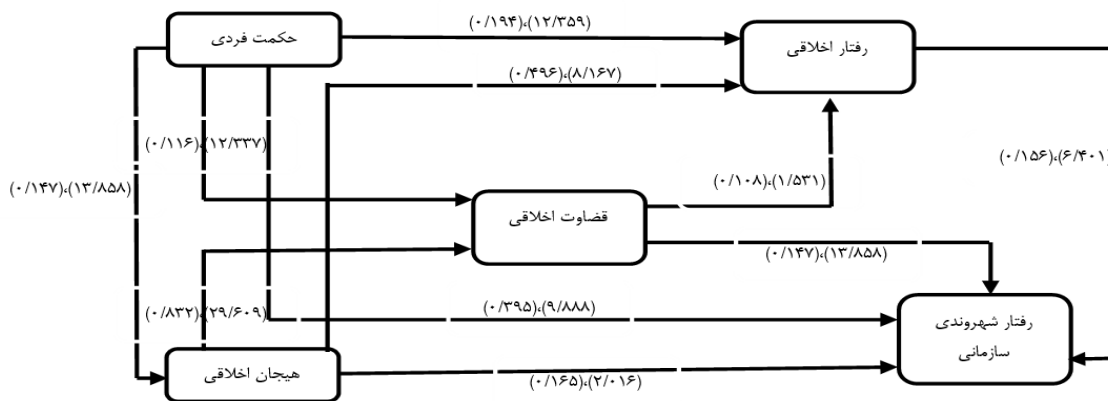 (۰/۱۹۴)،(۱۲/۳۵۹)
حکمت فردی
رفتار اخلاقی
(۰/۴۹۶)،(۸/۱۶۷)
(۰/۱۱۶)،(۱۲/۳۳۷)
(۰/۱۵۶)،(۶/۴۰۱)
(۰/۱۴۷)،(۱۳/۸۵۸)
(۰/۱۰۸)،(۱/۵۳۱)
قضاوت اخلاقی
(۰/۱۴۷)،(۱۳/۸۵۸)
(۰/۸۳۲)،(۲۹/۶۰۹)
(۰/۳۹۵)،(۹/۸۸۸)
رفتار شهروندی
سازمانی
هیجان اخلاقی
(۰/۱۶۵)،(۲/۰۱۶)